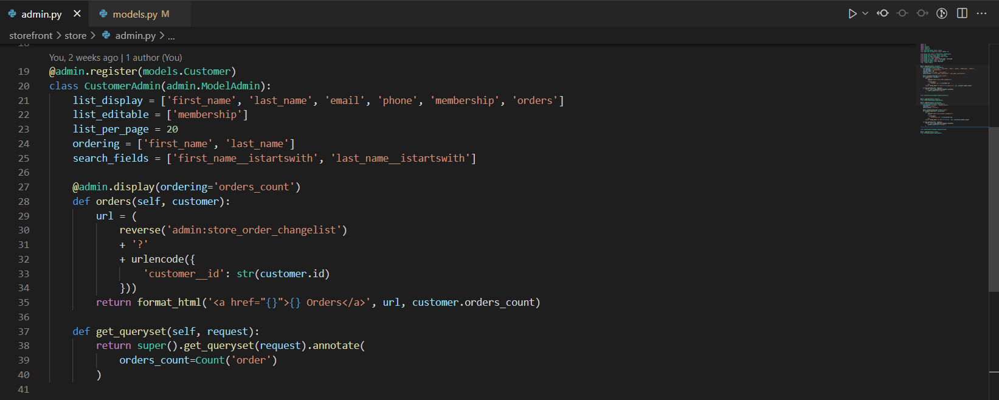 admin.py
models.py M
storefront > store > admin.py > ...
18
You, 2 weeks ago | 1 author (You)
19 @admin.register(models.Customer)
20 class CustomerAdmin(admin.ModelAdmin):
21     list_display = ['first_name', 'last_name', 'email', 'phone', 'membership', 'orders']
22     list_editable = ['membership']
23     list_per_page = 20
24     ordering = ['first_name', 'last_name']
25     search_fields = ['first_name__istartswith', 'last_name__istartswith']
26
27     @admin.display(ordering='orders_count')
28     def orders(self, customer):
29         url = (
30             reverse('admin:store_order_changelist')
31             + '?'
32             + urlencode({
33                 'customer__id': str(customer.id)
34             }))
35         return format_html('<a href="{}">{} Orders</a>', url, customer.orders_count)
36
37     def get_queryset(self, request):
38         return super().get_queryset(request).annotate(
39             orders_count=Count('order')
40         )
41